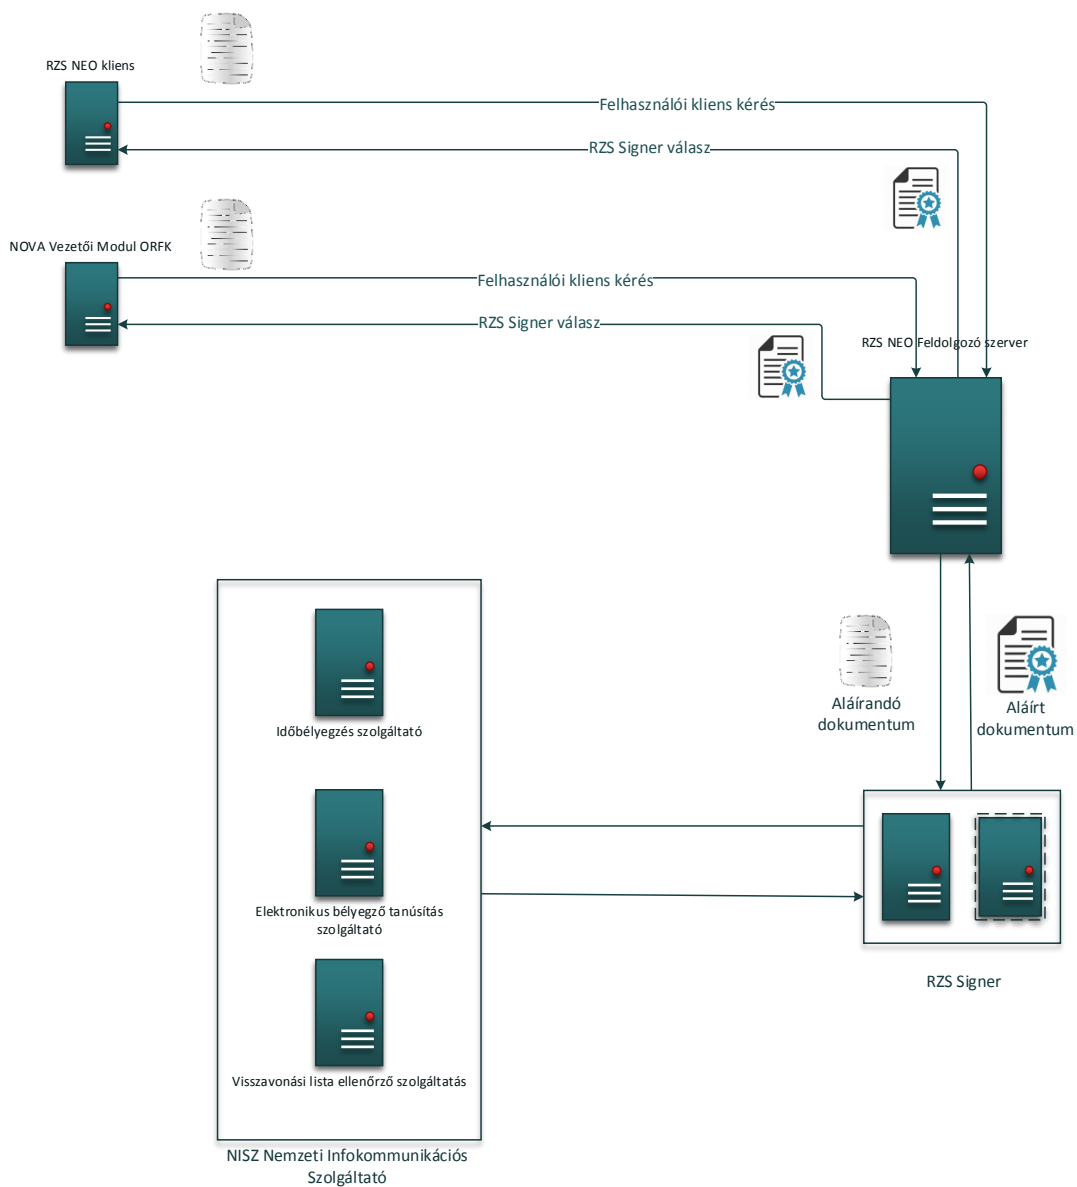 RZS NEO kliens
Felhasználói kliens kérés
RZS Signer válasz
NOVA Vezetői Modul ORFK
Felhasználói kliens kérés
RZS Signer válasz
RZS NEO Feldolgozó szerver
Aláírandó
dokumentum
Aláírt
dokumentum
Időbélyegzés szolgáltató
Elektronikus bélyegző tanúsítás
szolgáltató
RZS Signer
Visszavonási lista ellenőrző szolgáltatás
NISZ Nemzeti Infokommunikációs
Szolgáltató